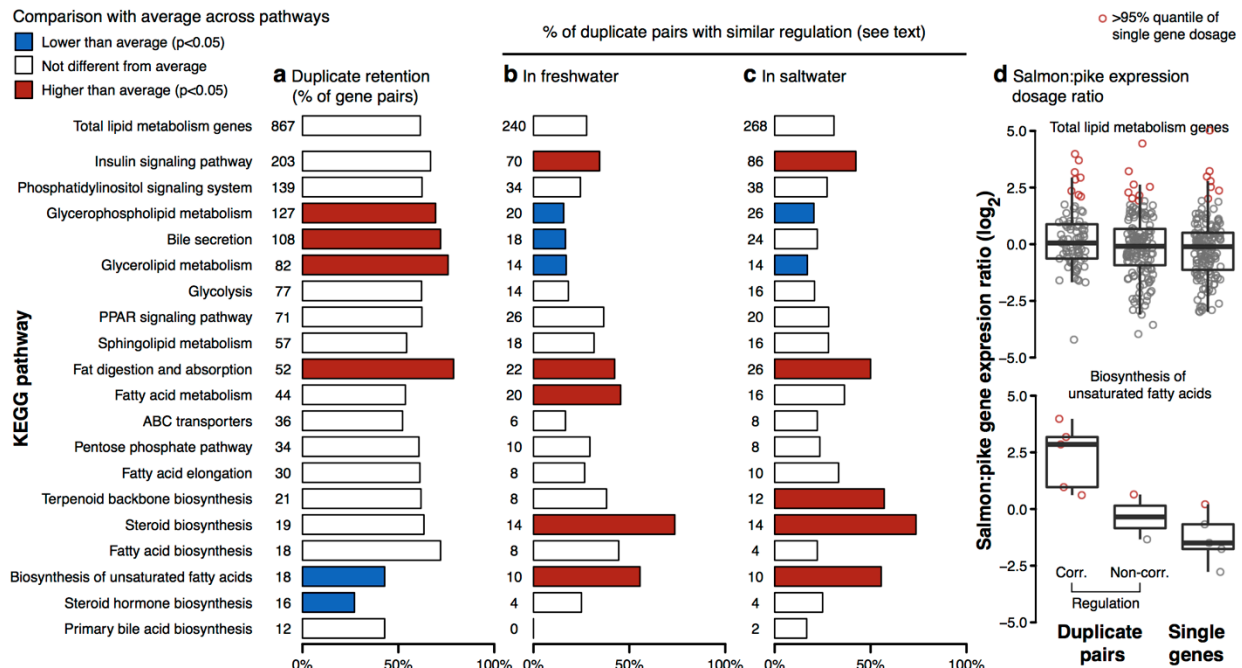 Comparison with average across pathways
Lower than average (p<0.05)
Not different from average
Higher than average (p<0.05)
% of duplicate pairs with similar regulation (see text)
>95% quantile of
single gene dosage
a Duplicate retention
(% of gene pairs)
b In freshwater
c In saltwater
d Salmon:pike expression
dosage ratio
KEGG pathway
Total lipid metabolism genes 867 240 268
Insulin signaling pathway 203 70 86
Phosphatidylinositol signaling system 139 34 38
Glycerophospholipid metabolism 127 20 26
Bile secretion 108 18 24
Glycerolipid metabolism 82 14 14
Glycolysis 77 14 16
PPAR signaling pathway 71 26 20
Sphingolipid metabolism 57 18 16
Fat digestion and absorption 52 22 26
Fatty acid metabolism 44 20 16
ABC transporters 36 6 8
Pentose phosphate pathway 34 10 8
Fatty acid elongation 30 8 10
Terpenoid backbone biosynthesis 21 8 12
Steroid biosynthesis 19 14 14
Fatty acid biosynthesis 18 8 4
Biosynthesis of unsaturated fatty acids 18 10 10
Steroid hormone biosynthesis 16 4 4
Primary bile acid biosynthesis 12 0 2
0% 50% 100%
0% 50% 100%
0% 50% 100%
Salmon:pike gene expresion ratio (log2)
Total lipid metabolism genes
5.0
2.5
0.0
−2.5
−5.0
Biosynthesis of
unsaturated fatty acids
5.0
2.5
0.0
−2.5
−5.0
Corr. Non-corr.
Regulation
Duplicate
pairs
Single
genes